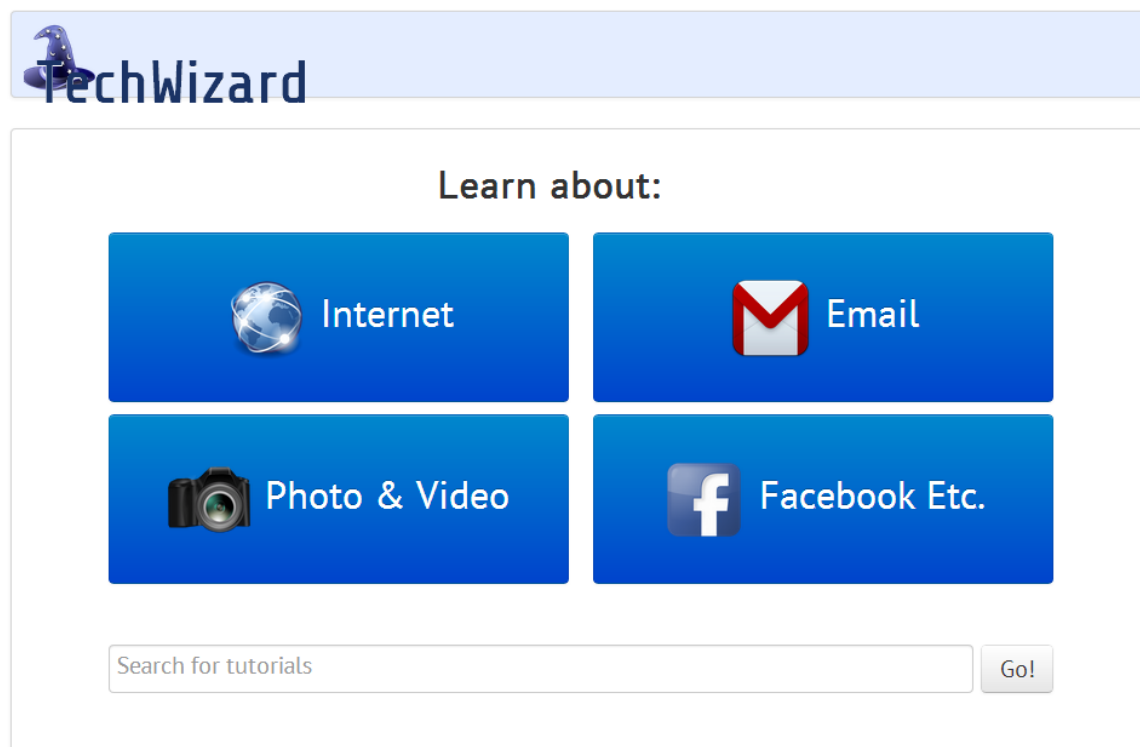 TechWizard
Learn about:
Internet
Email
Photo & Video
Facebook Etc.
Search for tutorials
Go!